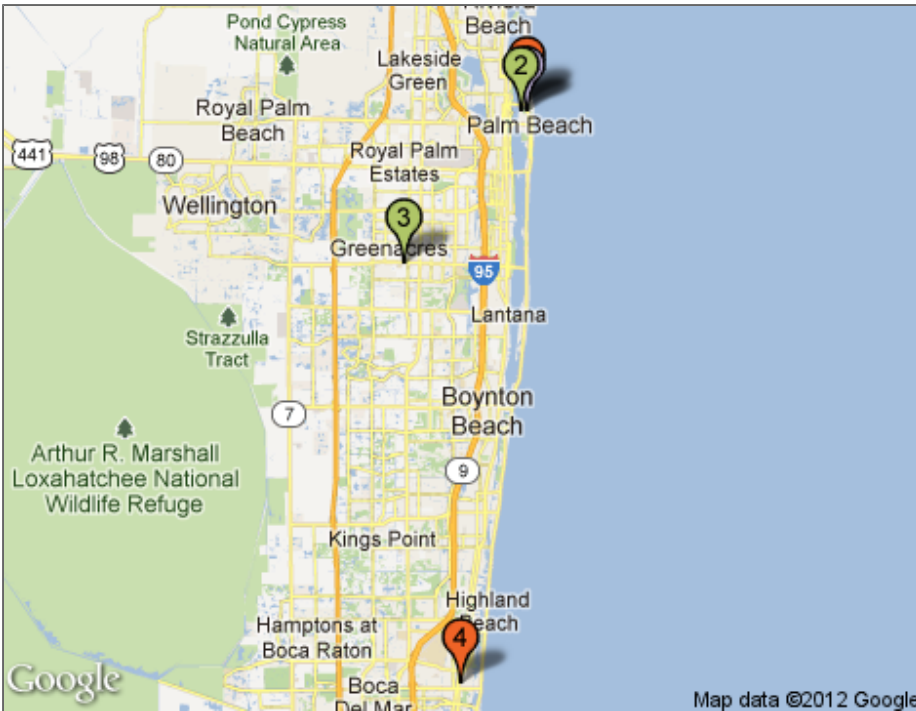 Riviera
Beach
Pond Cypress
Natural Area
Lakeside
Green
2
Royal Palm
Beach
Palm Beach
441
98
80
Royal Palm
Estates
Wellington
3
Greenacres
95
Lantana
Strazzulla
Tract
Boynton
Beach
7
Arthur R. Marshall
Loxahatchee National
Wildlife Refuge
9
Kings Point
Highland
Beach
Hamptons at
Boca Raton
4
Google
Boca
Del Mar
Map data ©2012 Google